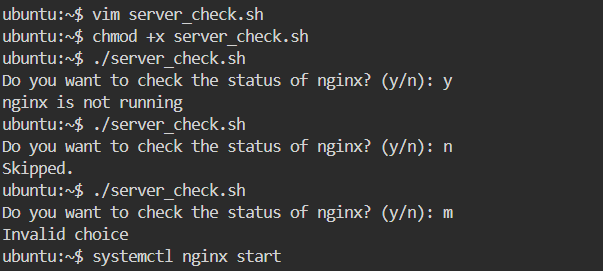 ubuntu:~$ vim server_check.sh
ubuntu:~$ chmod +x server_check.sh
ubuntu:~$ ./server_check.sh
Do you want to check the status of nginx? (y/n): y
nginx is not running
ubuntu:~$ ./server_check.sh
Do you want to check the status of nginx? (y/n): n
Skipped.
ubuntu:~$ ./server_check.sh
Do you want to check the status of nginx? (y/n): m
Invalid choice
ubuntu:~$ systemctl nginx start